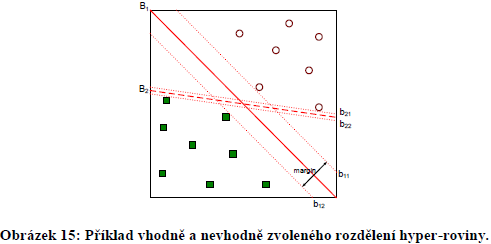 B1
B2
b21
b22
margin
b11
b12
Obrázek 15: Příklad vhodně a nevhodně zvoleného rozdělení hyper-roviny.